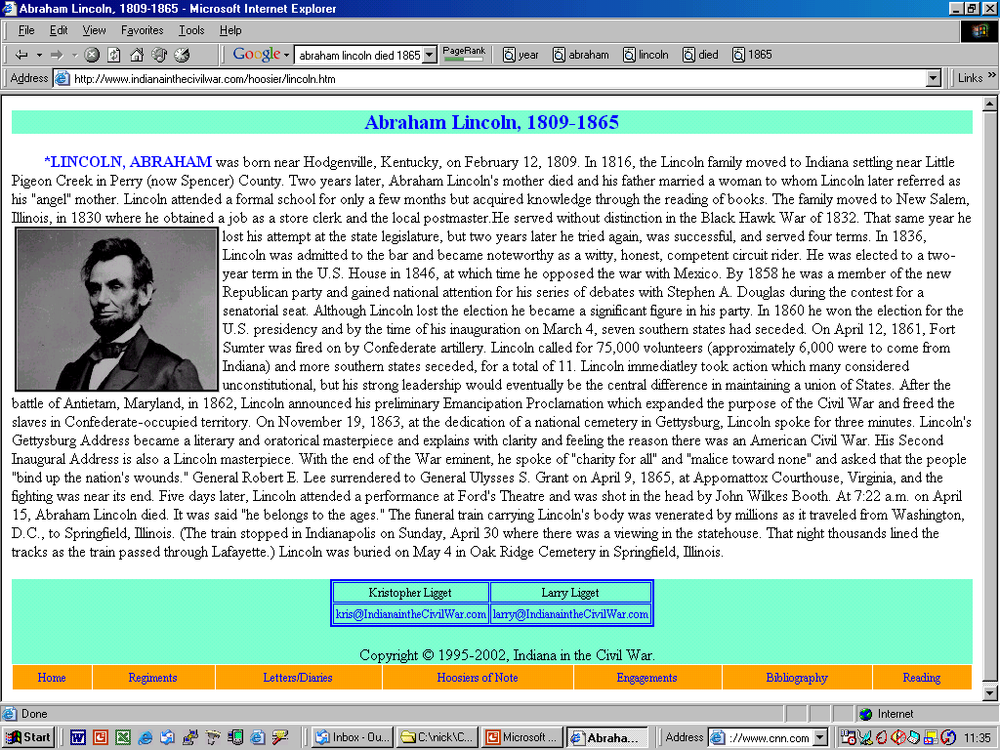 Abraham Lincoln, 1809-1865 - Microsoft Internet Explorer
File Edit View Favorites Tools Help
Google abraham lincoln died 1865 PageRank year abraham lincoln died 1865
Address http://www.indianainthecivilwar.com/hoosier/lincoln.htm Links »
Abraham Lincoln, 1809-1865
*LINCOLN, ABRAHAM was born near Hodgenville, Kentucky, on February 12, 1809. In 1816, the Lincoln family moved to Indiana settling near Little
Pigeon Creek in Perry (now Spencer) County. Two years later, Abraham Lincoln's mother died and his father married a woman to whom Lincoln later referred as
his "angel" mother. Lincoln attended a formal school for only a few months but acquired knowledge through the reading of books. The family moved to New Salem,
Illinois, in 1830 where he obtained a job as a store clerk and the local postmaster.He served without distinction in the Black Hawk War of 1832. That same year he
lost his attempt at the state legislature, but two years later he tried again, was successful, and served four terms. In 1836,
Lincoln was admitted to the bar and became noteworthy as a witty, honest, competent circuit rider. He was elected to a two-
year term in the U.S. House in 1846, at which time he opposed the war with Mexico. By 1858 he was a member of the new
Republican party and gained national attention for his series of debates with Stephen A. Douglas during the contest for a
senatorial seat. Although Lincoln lost the election he became a significant figure in his party. In 1860 he won the election for the
U.S. presidency and by the time of his inauguration on March 4, seven southern states had seceded. On April 12, 1861, Fort
Sumter was fired on by Confederate artillery. Lincoln called for 75,000 volunteers (approximately 6,000 were to come from
Indiana) and more southern states seceded, for a total of 11. Lincoln immediatley took action which many considered
unconstitutional, but his strong leadership would eventually be the central difference in maintaining a union of States. After the
battle of Antietam, Maryland, in 1862, Lincoln announced his preliminary Emancipation Proclamation which expanded the purpose of the Civil War and freed the
slaves in Confederate-occupied territory. On November 19, 1863, at the dedication of a national cemetery in Gettysburg, Lincoln spoke for three minutes. Lincoln's
Gettysburg Address became a literary and oratorical masterpiece and explains with clarity and feeling the reason there was an American Civil War. His Second
Inaugural Address is also a Lincoln masterpiece. With the end of the War eminent, he spoke of "charity for all" and "malice toward none" and asked that the people
"bind up the nation's wounds." General Robert E. Lee surrendered to General Ulysses S. Grant on April 9, 1865, at Appomattox Courthouse, Virginia, and the
fighting was near its end. Five days later, Lincoln attended a performance at Ford's Theatre and was shot in the head by John Wilkes Booth. At 7:22 a.m. on April
15, Abraham Lincoln died. It was said "he belongs to the ages." The funeral train carrying Lincoln's body was venerated by millions as it traveled from Washington,
D.C., to Springfield, Illinois. (The train stopped in Indianapolis on Sunday, April 30 where there was a viewing in the statehouse. That night thousands lined the
tracks as the train passed through Lafayette.) Lincoln was buried on May 4 in Oak Ridge Cemetery in Springfield, Illinois.
Kristopher Ligget Larry Ligget
kris@IndianaintheCivilWar.com larry@IndianaintheCivilWar.com
Copyright © 1995-2002, Indiana in the Civil War.
Home Regiments Letters/Diaries Hoosiers of Note Engagements Bibliography Reading
Done Internet
Start Inbox - Ou... C:\nick\C... Microsoft ... Abraha... Address ://www.cnn.com 11:35